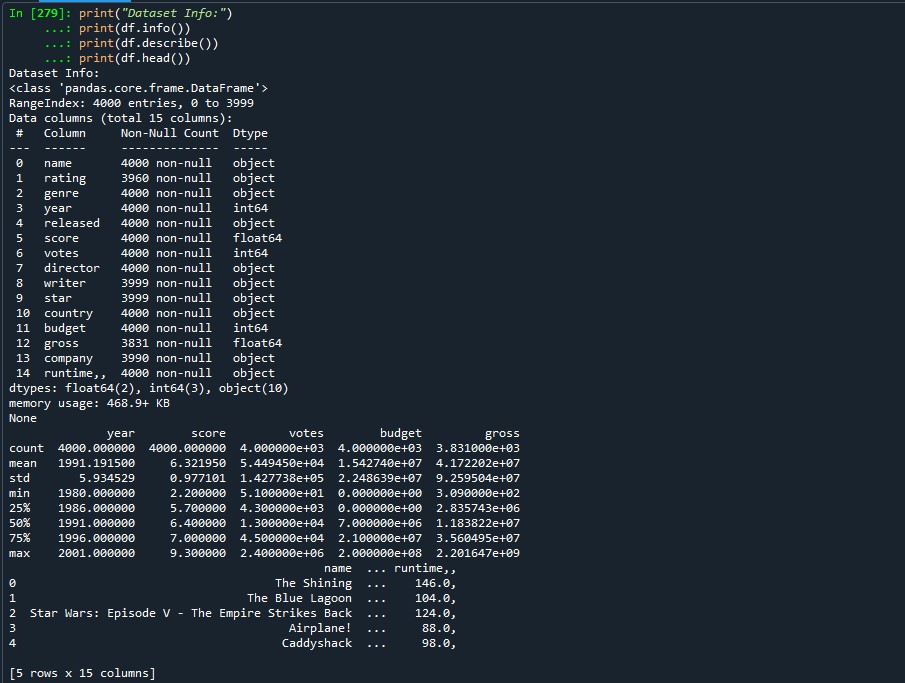 In [279]: print("Dataset Info:")
     ...: print(df.info())
     ...: print(df.describe())
     ...: print(df.head())
Dataset Info:
<class 'pandas.core.frame.DataFrame'>
RangeIndex: 4000 entries, 0 to 3999
Data columns (total 15 columns):
 #   Column     Non-Null Count  Dtype
---  ------     --------------  -----
 0   name       4000 non-null   object
 1   rating     3960 non-null   object
 2   genre      4000 non-null   object
 3   year       4000 non-null   int64
 4   released   4000 non-null   object
 5   score      4000 non-null   float64
 6   votes      4000 non-null   int64
 7   director   4000 non-null   object
 8   writer     3999 non-null   object
 9   star       3999 non-null   object
 10  country    4000 non-null   object
 11  budget     4000 non-null   int64
 12  gross      3831 non-null   float64
 13  company    3990 non-null   object
 14  runtime,,  4000 non-null   object
dtypes: float64(2), int64(3), object(10)
memory usage: 468.9+ KB
None
              year        score         votes        budget         gross
count  4000.000000  4000.000000  4.000000e+03  4.000000e+03  3.831000e+03
mean   1991.191500     6.321950  5.449450e+04  1.542740e+07  4.172202e+07
std       5.934529     0.977101  1.427738e+05  2.248639e+07  9.259504e+07
min    1980.000000     2.200000  5.100000e+01  0.000000e+00  3.090000e+02
25%    1986.000000     5.700000  4.300000e+03  0.000000e+00  2.835743e+06
50%    1991.000000     6.400000  1.300000e+04  7.000000e+06  1.183822e+07
75%    1996.000000     7.000000  4.500000e+04  2.100000e+07  3.560495e+07
max    2001.000000     9.300000  2.400000e+06  2.000000e+08  2.201647e+09
                                             name  ... runtime,,
0                                     The Shining  ...    146.0,
1                                 The Blue Lagoon  ...    104.0,
2  Star Wars: Episode V - The Empire Strikes Back  ...    124.0,
3                                       Airplane!  ...     88.0,
4                                      Caddyshack  ...     98.0,
[5 rows x 15 columns]